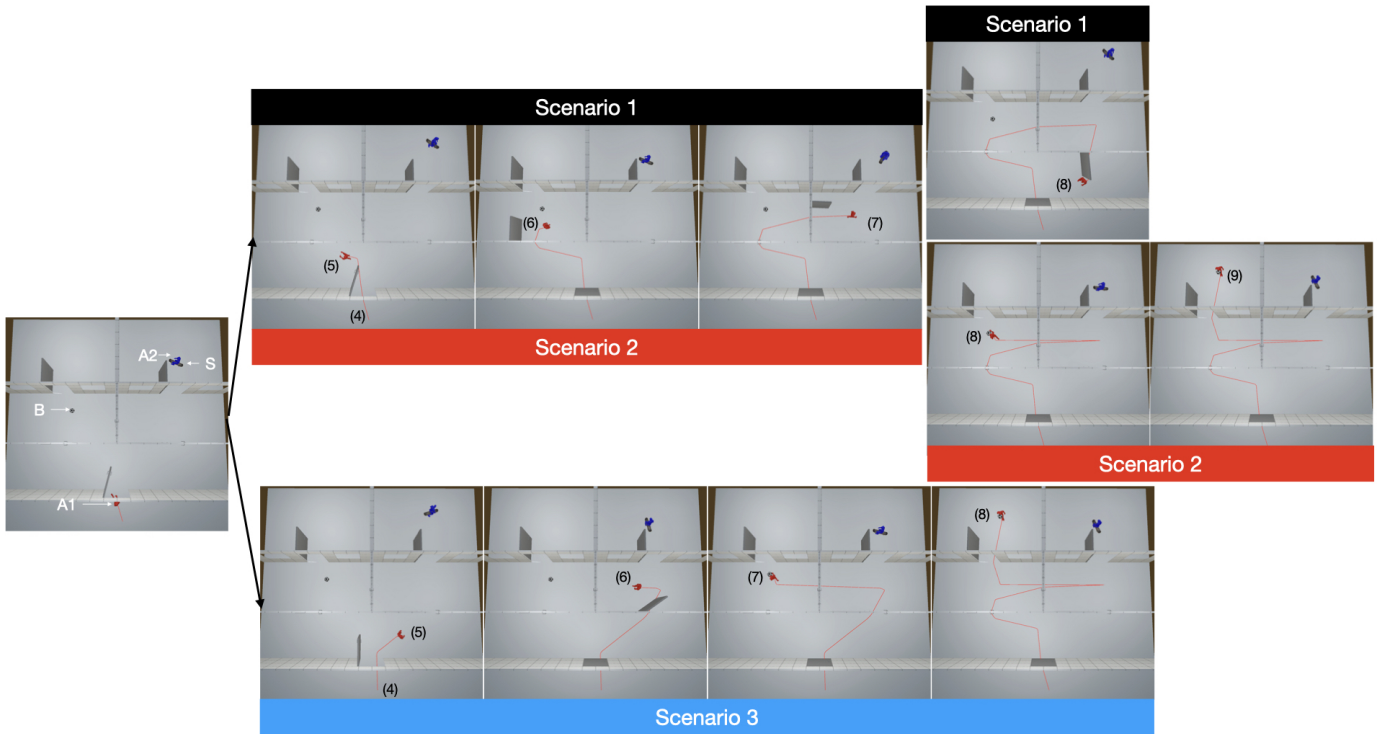 Scenario 1
Scenario 1
(5)
(4)
(6)
(7)
(8)
Scenario 2
(8)
(9)
Scenario 2
A2
S
B
A1
(5)
(4)
(6)
(7)
(8)
Scenario 3